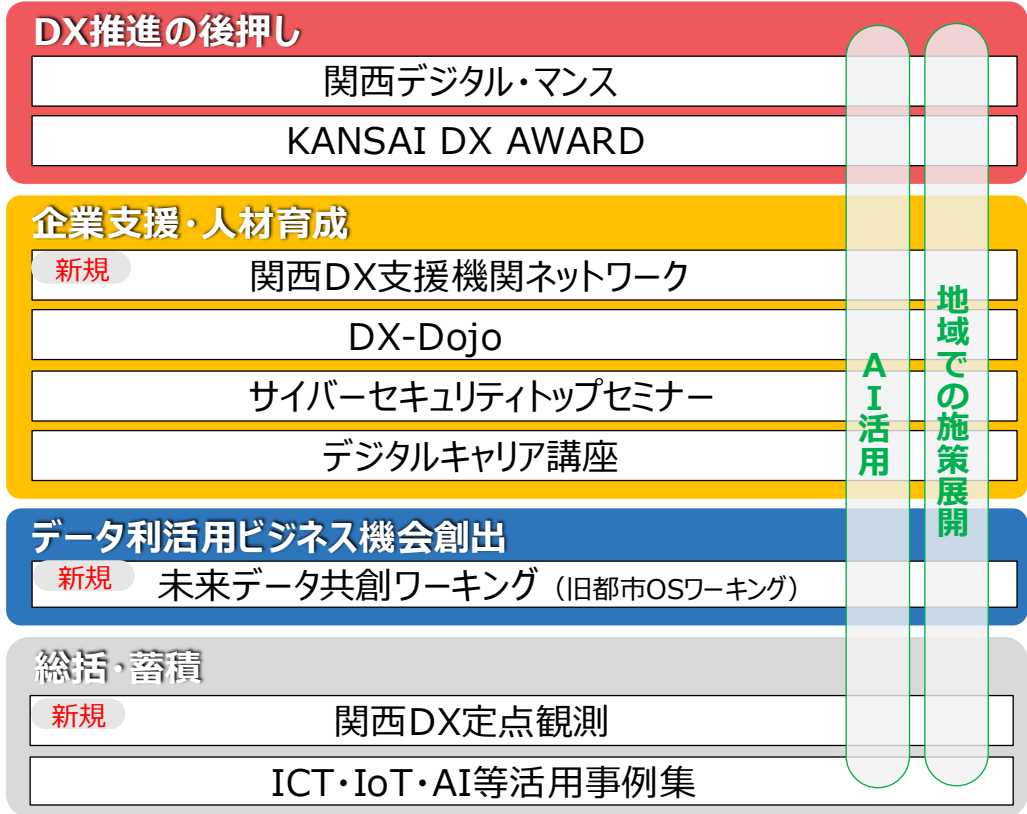 DX推進の後押し
関西デジタル・マンス
KANSAI DX AWARD
企業支援・人材育成
新規
関西DX支援機関ネットワーク
DX-Dojo
サイバーセキュリティトップセミナー
デジタルキャリア講座
データ利活用ビジネス機会創出
新規
未来データ共創ワーキング（旧都市OSワーキング）
総括・蓄積
新規
関西DX定点観測
ICT・IoT・AI等活用事例集
AI活用
地域での施策展開